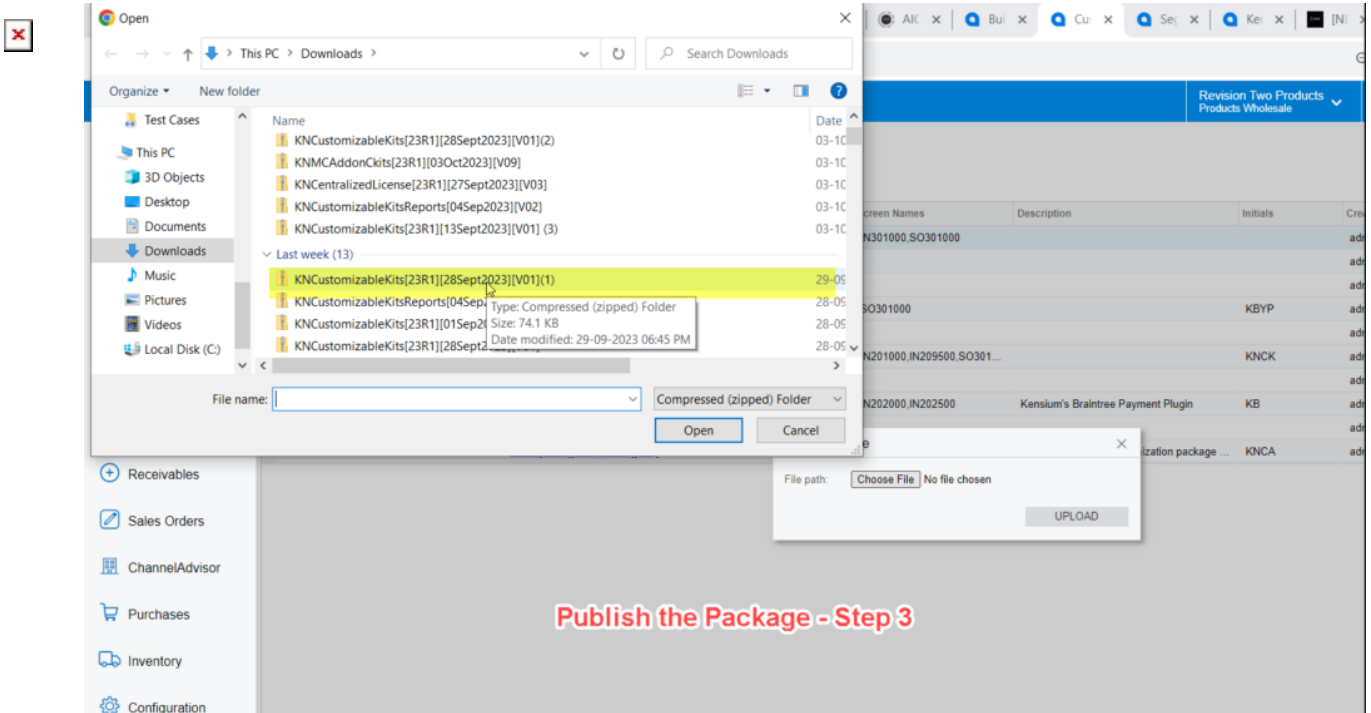 Open
AIC
Bui
Cu
Seg
Ke
[N
This PC > Downloads >
Search Downloads
Organize
New folder
Revision Two Products
Products Wholesale
Test Cases
This PC
3D Objects
Desktop
Documents
Downloads
Music
Pictures
Videos
Local Disk (C:)
Name
Date
KNCustomizableKits[23R1][28Sept2023][V01](2)
03-10
KNMCAddonCkits[23R1][03Oct2023][V09]
03-10
KNCentralizedLicense[23R1][27Sept2023][V03]
03-10
KNCustomizableKitsReports[04Sep2023][V02]
03-10
KNCustomizableKits[23R1][13Sept2023][V01] (3)
03-10
Last week (13)
KNCustomizableKits[23R1][28Sept2023][V01](1)
29-09
KNCustomizableKitsReports[04Sep
28-09
KNCustomizableKits[23R1][01Sep20
28-09
KNCustomizableKits[23R1][28Sept2
28-09
Type: Compressed (zipped) Folder
Size: 74.1 KB
Date modified: 29-09-2023 06:45 PM
File name:
Compressed (zipped) Folder
Open
Cancel
creen Names
Description
Initials
Crea
N301000,SO301000
adr
adr
adr
SO301000
KBYP
adr
adr
N201000,IN209500,SO301...
KNCK
adr
adr
N202000,IN202500
Kensium's Braintree Payment Plugin
KB
adr
adr
ization package ...
KNCA
adr
e
File path:
Choose File
No file chosen
UPLOAD
Receivables
Sales Orders
ChannelAdvisor
Purchases
Inventory
Configuration
Publish the Package - Step 3